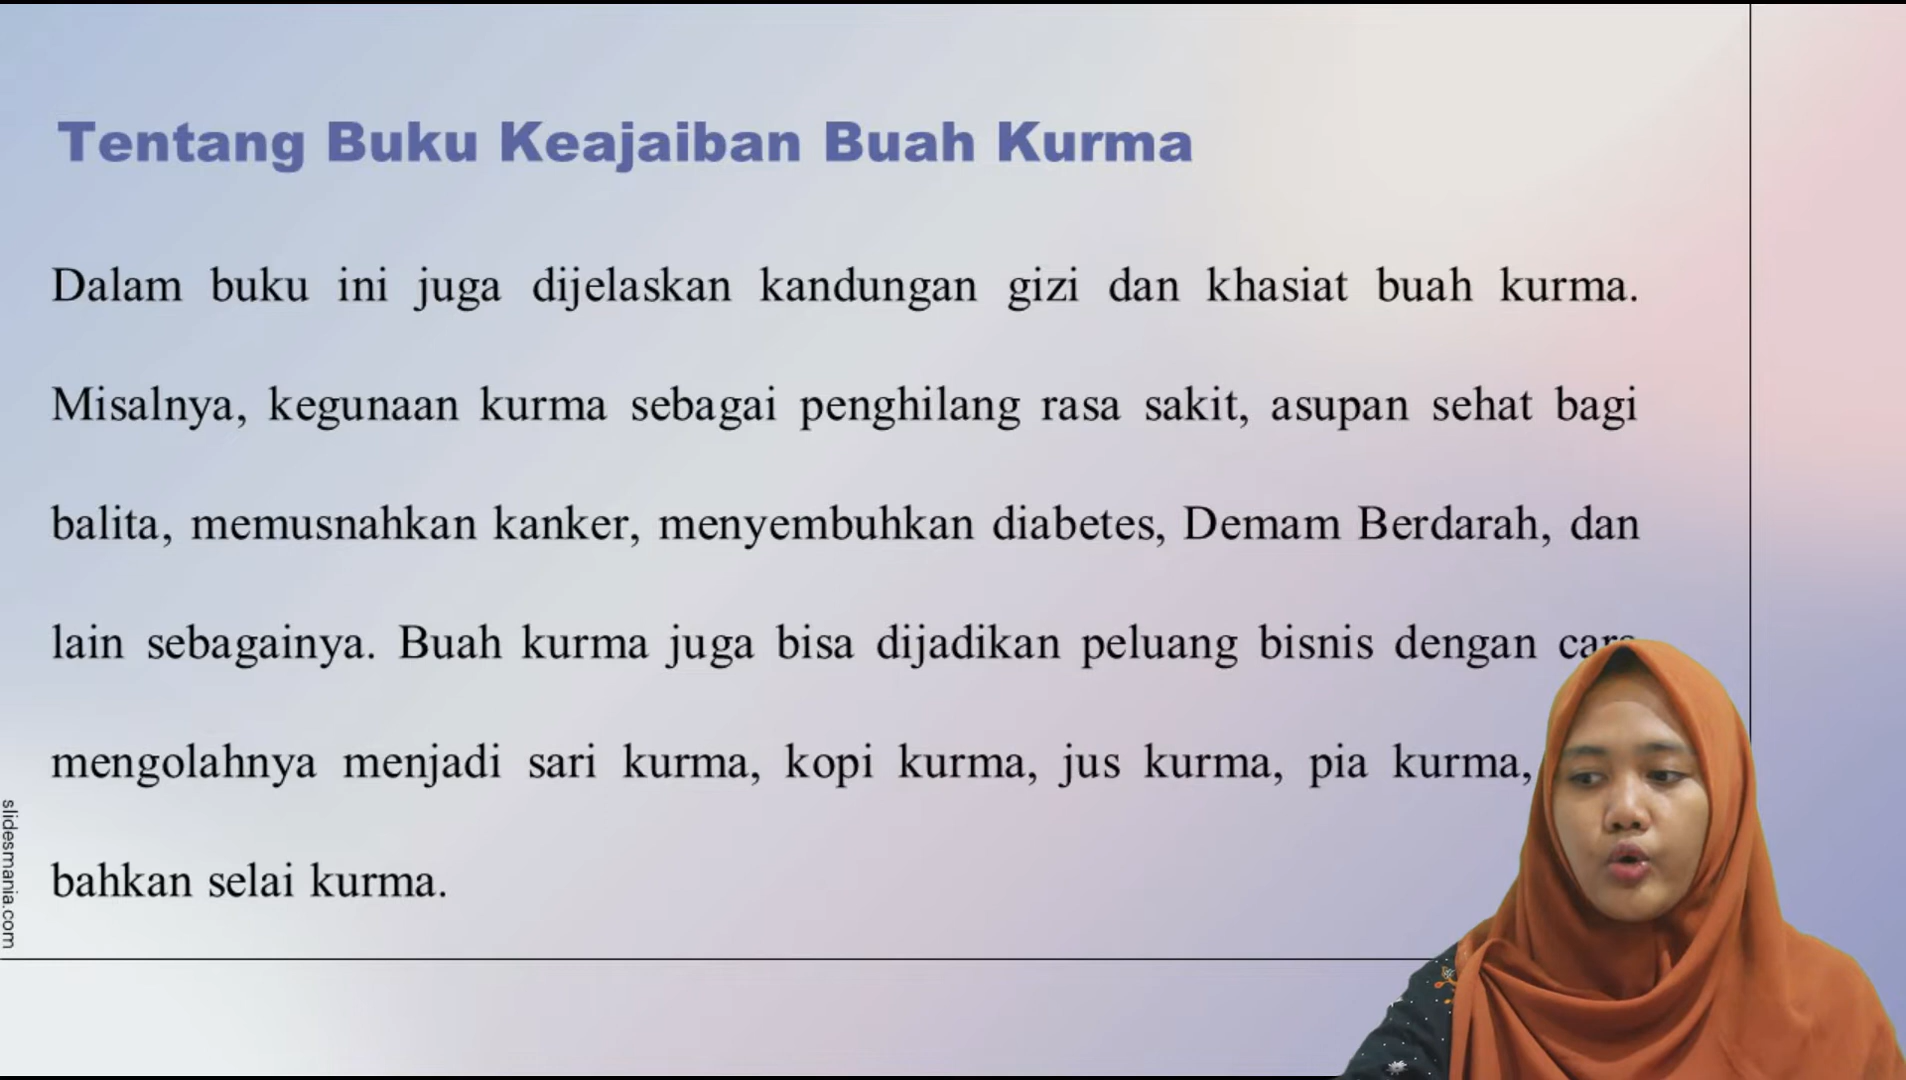 Tentang Buku Keajaiban Buah Kurma
Dalam buku ini juga dijelaskan kandungan gizi dan khasiat buah kurma.
Misalnya, kegunaan kurma sebagai penghilang rasa sakit, asupan sehat bagi
balita, memusnahkan kanker, menyembuhkan diabetes, Demam Berdarah, dan
lain sebagainya. Buah kurma juga bisa dijadikan peluang bisnis dengan cara
mengolahnya menjadi sari kurma, kopi kurma, jus kurma, pia kurma,
bahkan selai kurma.
slidesmania.com